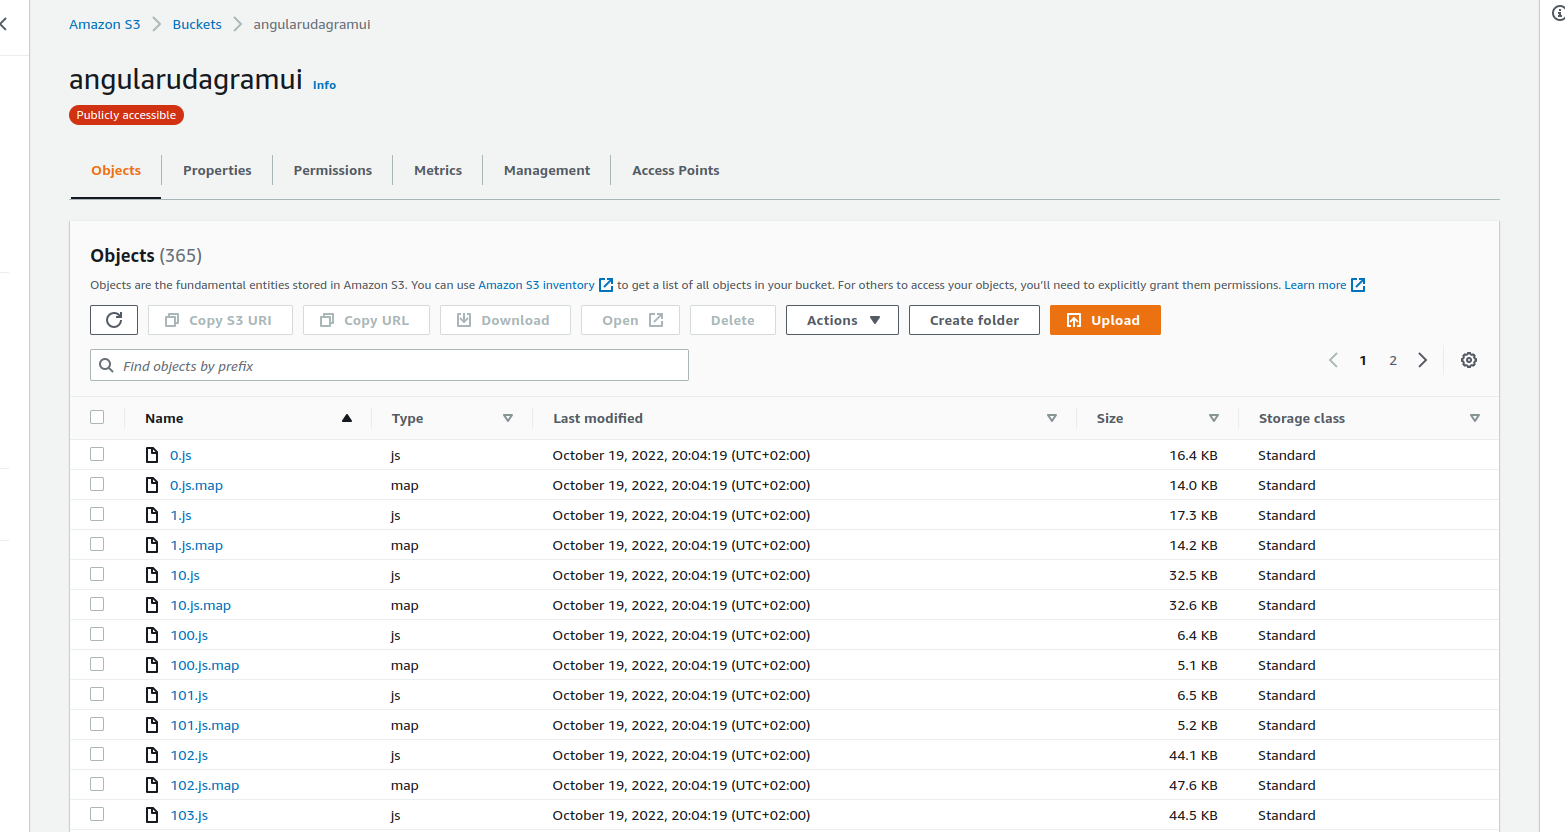 Amazon S3 Buckets angularudagramui
angularudagramui Info
Publicly accessible
Objects Properties Permissions Metrics Management Access Points
Objects (365)
Objects are the fundamental entities stored in Amazon S3. You can use Amazon S3 inventory to get a list of all objects in your bucket. For others to access your objects, you'll need to explicitly grant them permissions. Learn more
Copy S3 URI Copy URL Download Open Delete Actions Create folder Upload
Find objects by prefix 1 2
Name Type Last modified Size Storage class
0.js js October 19, 2022, 20:04:19 (UTC+02:00) 16.4 KB Standard
0.js.map map October 19, 2022, 20:04:19 (UTC+02:00) 14.0 KB Standard
1.js js October 19, 2022, 20:04:19 (UTC+02:00) 17.3 KB Standard
1.js.map map October 19, 2022, 20:04:19 (UTC+02:00) 14.2 KB Standard
10.js js October 19, 2022, 20:04:19 (UTC+02:00) 32.5 KB Standard
10.js.map map October 19, 2022, 20:04:19 (UTC+02:00) 32.6 KB Standard
100.js js October 19, 2022, 20:04:19 (UTC+02:00) 6.4 KB Standard
100.js.map map October 19, 2022, 20:04:19 (UTC+02:00) 5.1 KB Standard
101.js js October 19, 2022, 20:04:19 (UTC+02:00) 6.5 KB Standard
101.js.map map October 19, 2022, 20:04:19 (UTC+02:00) 5.2 KB Standard
102.js js October 19, 2022, 20:04:19 (UTC+02:00) 44.1 KB Standard
102.js.map map October 19, 2022, 20:04:19 (UTC+02:00) 47.6 KB Standard
103.js js October 19, 2022, 20:04:19 (UTC+02:00) 44.5 KB Standard